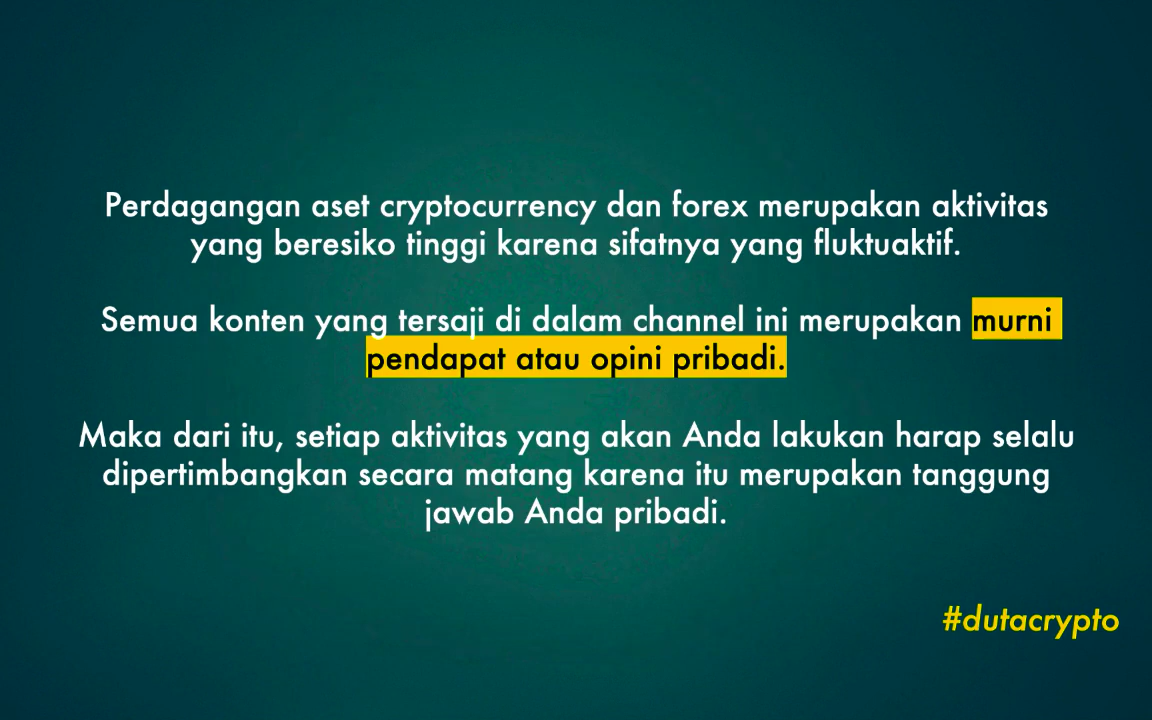 Perdagangan aset cryptocurrency dan forex merupakan aktivitas
yang beresiko tinggi karena sifatnya yang fluktuaktif.
Semua konten yang tersaji di dalam channel ini merupakan murni
pendapat atau opini pribadi.
Maka dari itu, setiap aktivitas yang akan Anda lakukan harap selalu
dipertimbangkan secara matang karena itu merupakan tanggung
jawab Anda pribadi.
#dutacrypto